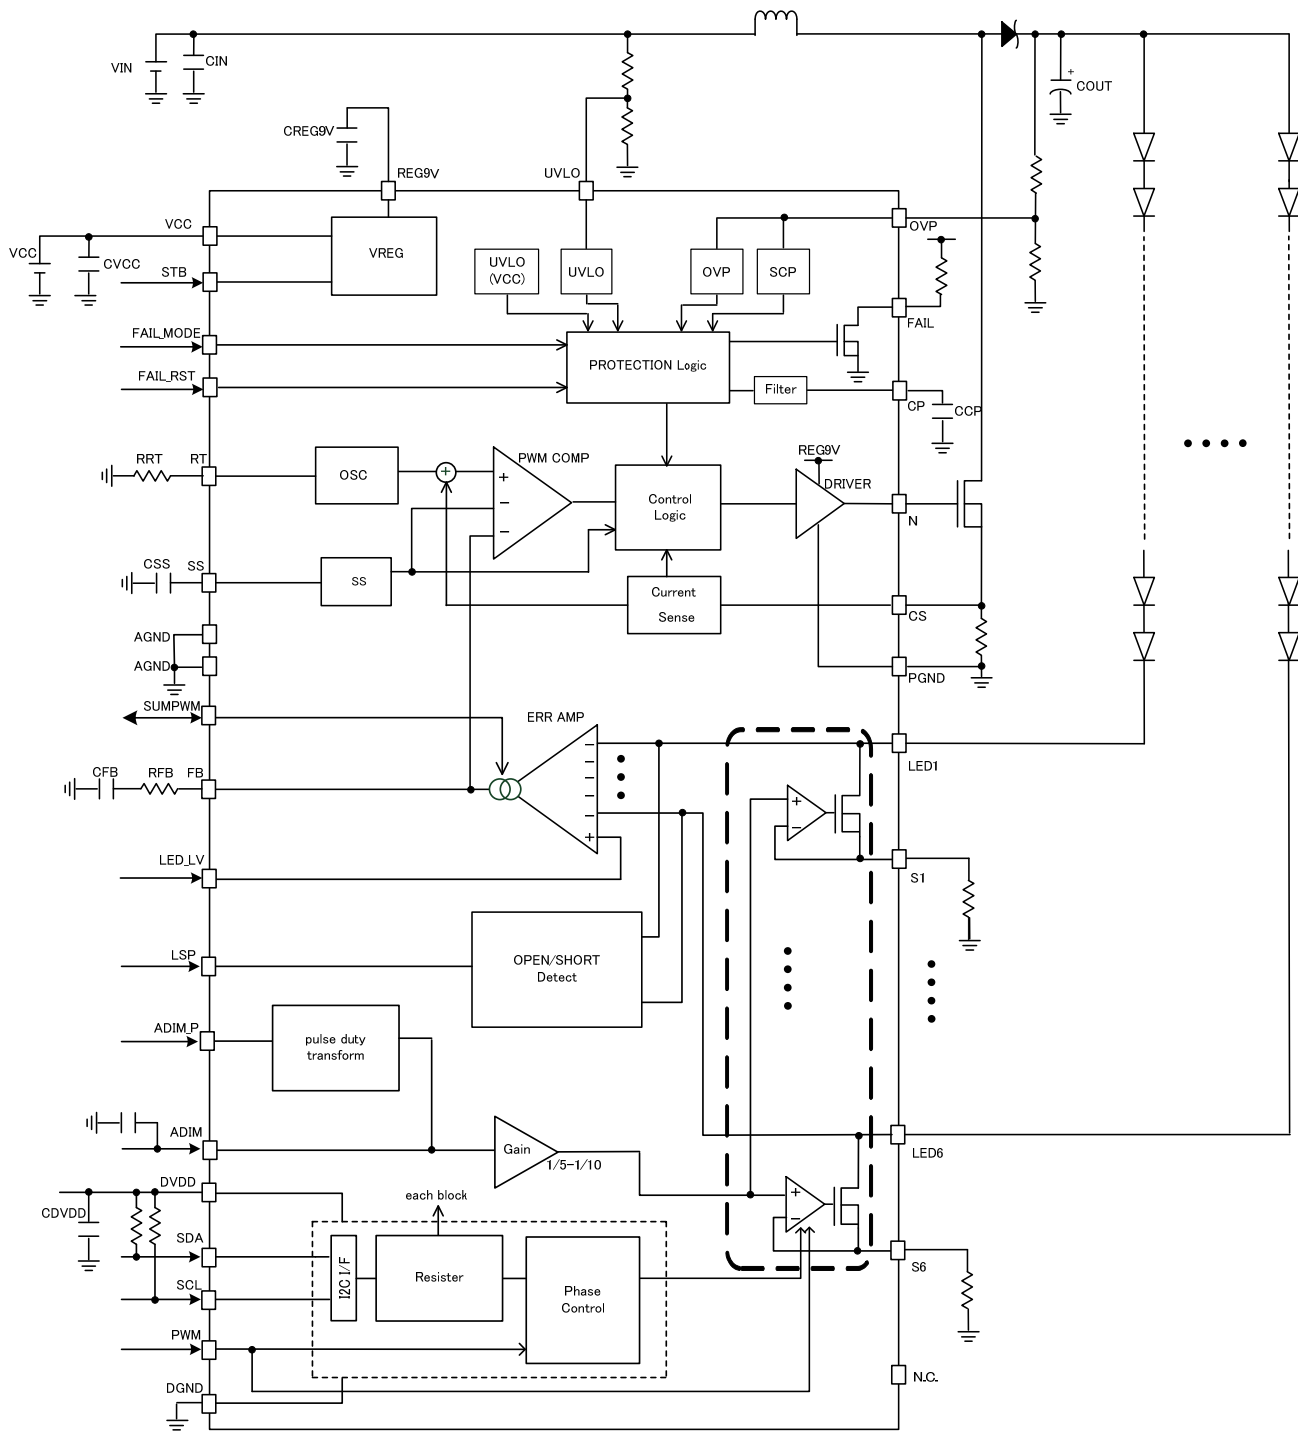 VIN
CIN
+
COUT
CREG9V
REG9V
UVLO
VCC
VCC
CVCC
STB
VREG
UVLO
(VCC)
UVLO
OVP
SCP
OVP
FAIL
FAIL_MODE
FAIL_RST
PROTECTION Logic
Filter
CP
CCP
RRT
RT
OSC
+
PWM COMP
+
−
−
Control
Logic
REG9V
DRIVER
N
CSS
SS
SS
Current
Sense
CS
AGND
AGND
PGND
SUMPWM
ERR AMP
LED1
CFB
RFB
FB
−
−
−
−
−
+
+
−
LED_LV
S1
LSP
OPEN/SHORT
Detect
ADIM_P
pulse duty
transform
ADIM
Gain
1/5-1/10
LED6
DVDD
CDVDD
each block
+
−
SDA
SCL
I2C I/F
Resister
Phase
Control
S6
PWM
DGND
N.C.